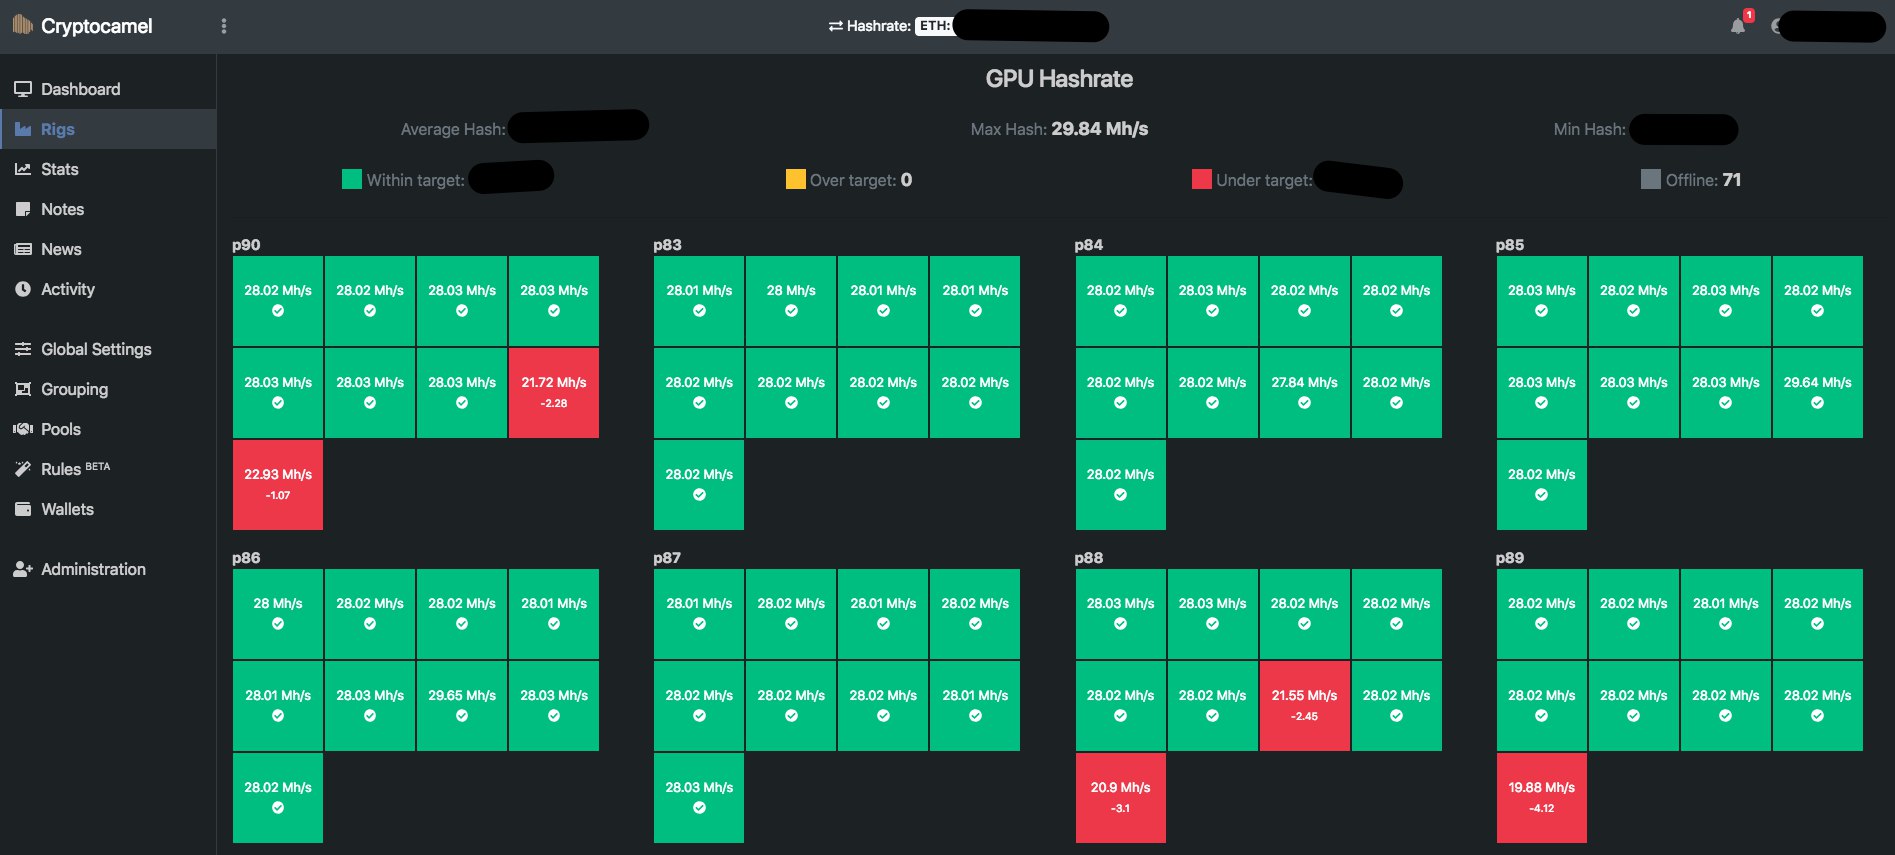 Cryptocamel
Hashrate: ETH:
1
Dashboard
Rigs
Stats
Notes
News
Activity
Global Settings
Grouping
Pools
Rules BETA
Wallets
Administration
GPU Hashrate
Average Hash:
Max Hash: 29.84 Mh/s
Min Hash:
Within target:
Over target: 0
Under target:
Offline: 71
p90
28.02 Mh/s 28.02 Mh/s 28.03 Mh/s 28.03 Mh/s
28.03 Mh/s 28.03 Mh/s 28.03 Mh/s 21.72 Mh/s
-2.28
22.93 Mh/s
-1.07
p83
28.01 Mh/s 28 Mh/s 28.01 Mh/s 28.01 Mh/s
28.02 Mh/s 28.02 Mh/s 28.02 Mh/s 28.02 Mh/s
28.02 Mh/s
p84
28.02 Mh/s 28.03 Mh/s 28.02 Mh/s 28.02 Mh/s
28.02 Mh/s 28.02 Mh/s 27.84 Mh/s 28.02 Mh/s
28.02 Mh/s
p85
28.03 Mh/s 28.02 Mh/s 28.03 Mh/s 28.02 Mh/s
28.03 Mh/s 28.03 Mh/s 28.03 Mh/s 29.64 Mh/s
28.02 Mh/s
p86
28 Mh/s 28.02 Mh/s 28.02 Mh/s 28.01 Mh/s
28.01 Mh/s 28.03 Mh/s 29.65 Mh/s 28.03 Mh/s
28.02 Mh/s
p87
28.01 Mh/s 28.02 Mh/s 28.01 Mh/s 28.02 Mh/s
28.02 Mh/s 28.02 Mh/s 28.02 Mh/s 28.01 Mh/s
28.03 Mh/s
p88
28.03 Mh/s 28.03 Mh/s 28.02 Mh/s 28.02 Mh/s
28.02 Mh/s 28.02 Mh/s 21.55 Mh/s 28.02 Mh/s
-2.45
20.9 Mh/s
-3.1
p89
28.02 Mh/s 28.02 Mh/s 28.01 Mh/s 28.02 Mh/s
28.02 Mh/s 28.02 Mh/s 28.02 Mh/s 28.02 Mh/s
19.88 Mh/s
-4.12